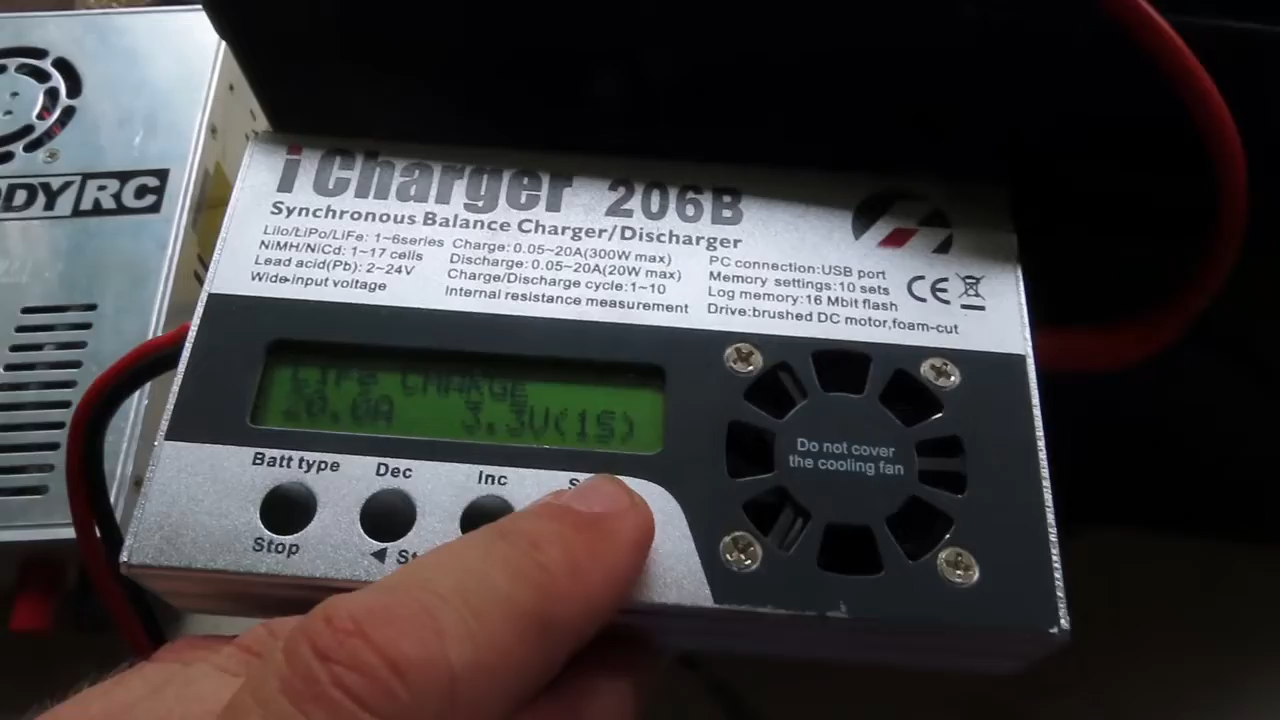 DY RC
iCharger 206B
Synchronous Balance Charger/Discharger
LiIo/LiPo/LiFe: 1~6series
NiMH/NiCd: 1~17 cells
Lead acid(Pb): 2~24V
Wide-input voltage
Charge: 0.05~20A(300W max)
Discharge: 0.05~20A(20W max)
Charge/Discharge cycle: 1~10
Internal resistance measurement
PC connection:USB port
Memory settings:10 sets
Log memory:16 Mbit flash
Drive:brushed DC motor,foam-cut
CE
LiFe CHARGE
20.0A 3.3V(1S)
Do not cover
the cooling fan
Batt type Dec Inc
Stop